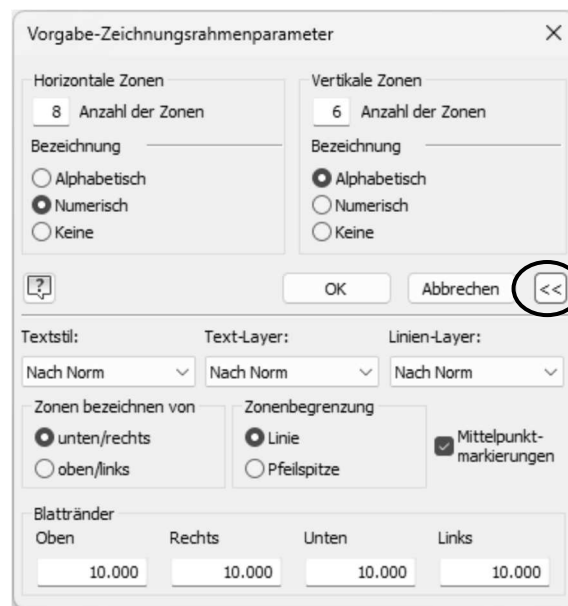 Vorgabe-Zeichnungsrahmenparameter
Horizontale Zonen
8 Anzahl der Zonen
Bezeichnung
Alphabetisch
Numerisch
Keine
Vertikale Zonen
6 Anzahl der Zonen
Bezeichnung
Alphabetisch
Numerisch
Keine
? OK Abbrechen <<
Textstil: Text-Layer: Linien-Layer:
Nach Norm Nach Norm Nach Norm
Zonen bezeichnen von
unten/rechts
oben/links
Zonenbegrenzung
Linie
Pfeilspitze
Mittelpunkt-
markierungen
Blattränder
Oben Rechts Unten Links
10.000 10.000 10.000 10.000